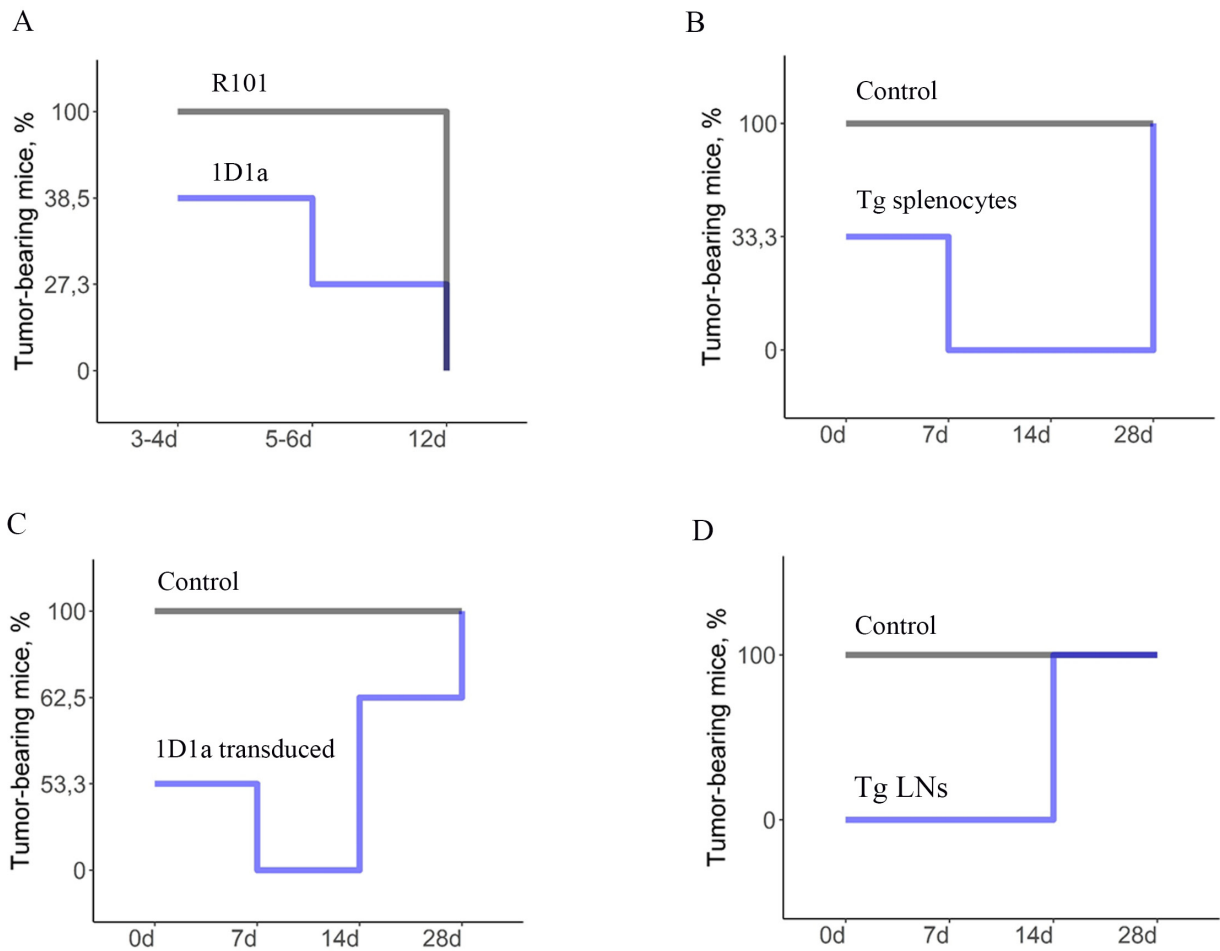 A
Tumor-bearing mice, %
R101
1D1a
100
38,5
27,3
0
3-4d 5-6d 12d
B
Tumor-bearing mice, %
Control
Tg splenocytes
100
33,3
0
0d 7d 14d 28d
C
Tumor-bearing mice, %
Control
1D1a transduced
100
62,5
53,3
0
0d 7d 14d 28d
D
Tumor-bearing mice, %
Control
Tg LNs
100
0
0d 7d 14d 28d